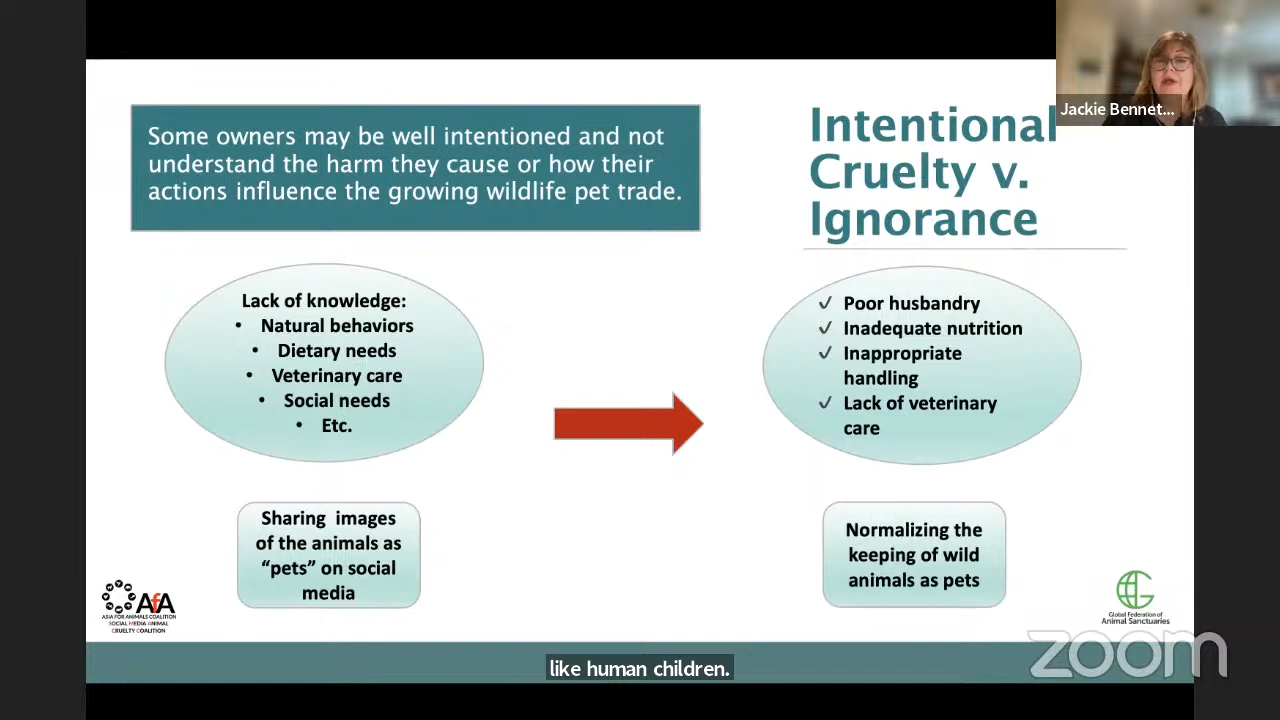 Jackie Bennet...
Some owners may be well intentioned and not
understand the harm they cause or how their
actions influence the growing wildlife pet trade.
Intentional
Cruelty v.
Ignorance
Lack of knowledge:
• Natural behaviors
• Dietary needs
• Veterinary care
• Social needs
• Etc.
✓ Poor husbandry
✓ Inadequate nutrition
✓ Inappropriate
handling
✓ Lack of veterinary
care
Sharing images
of the animals as
“pets” on social
media
Normalizing the
keeping of wild
animals as pets
AfA
ASIA FOR ANIMALS COALITION
SOCIAL MEDIA ANIMAL
CRUELTY COALITION
Global Federation of
Animal Sanctuaries
zoom
like human children.